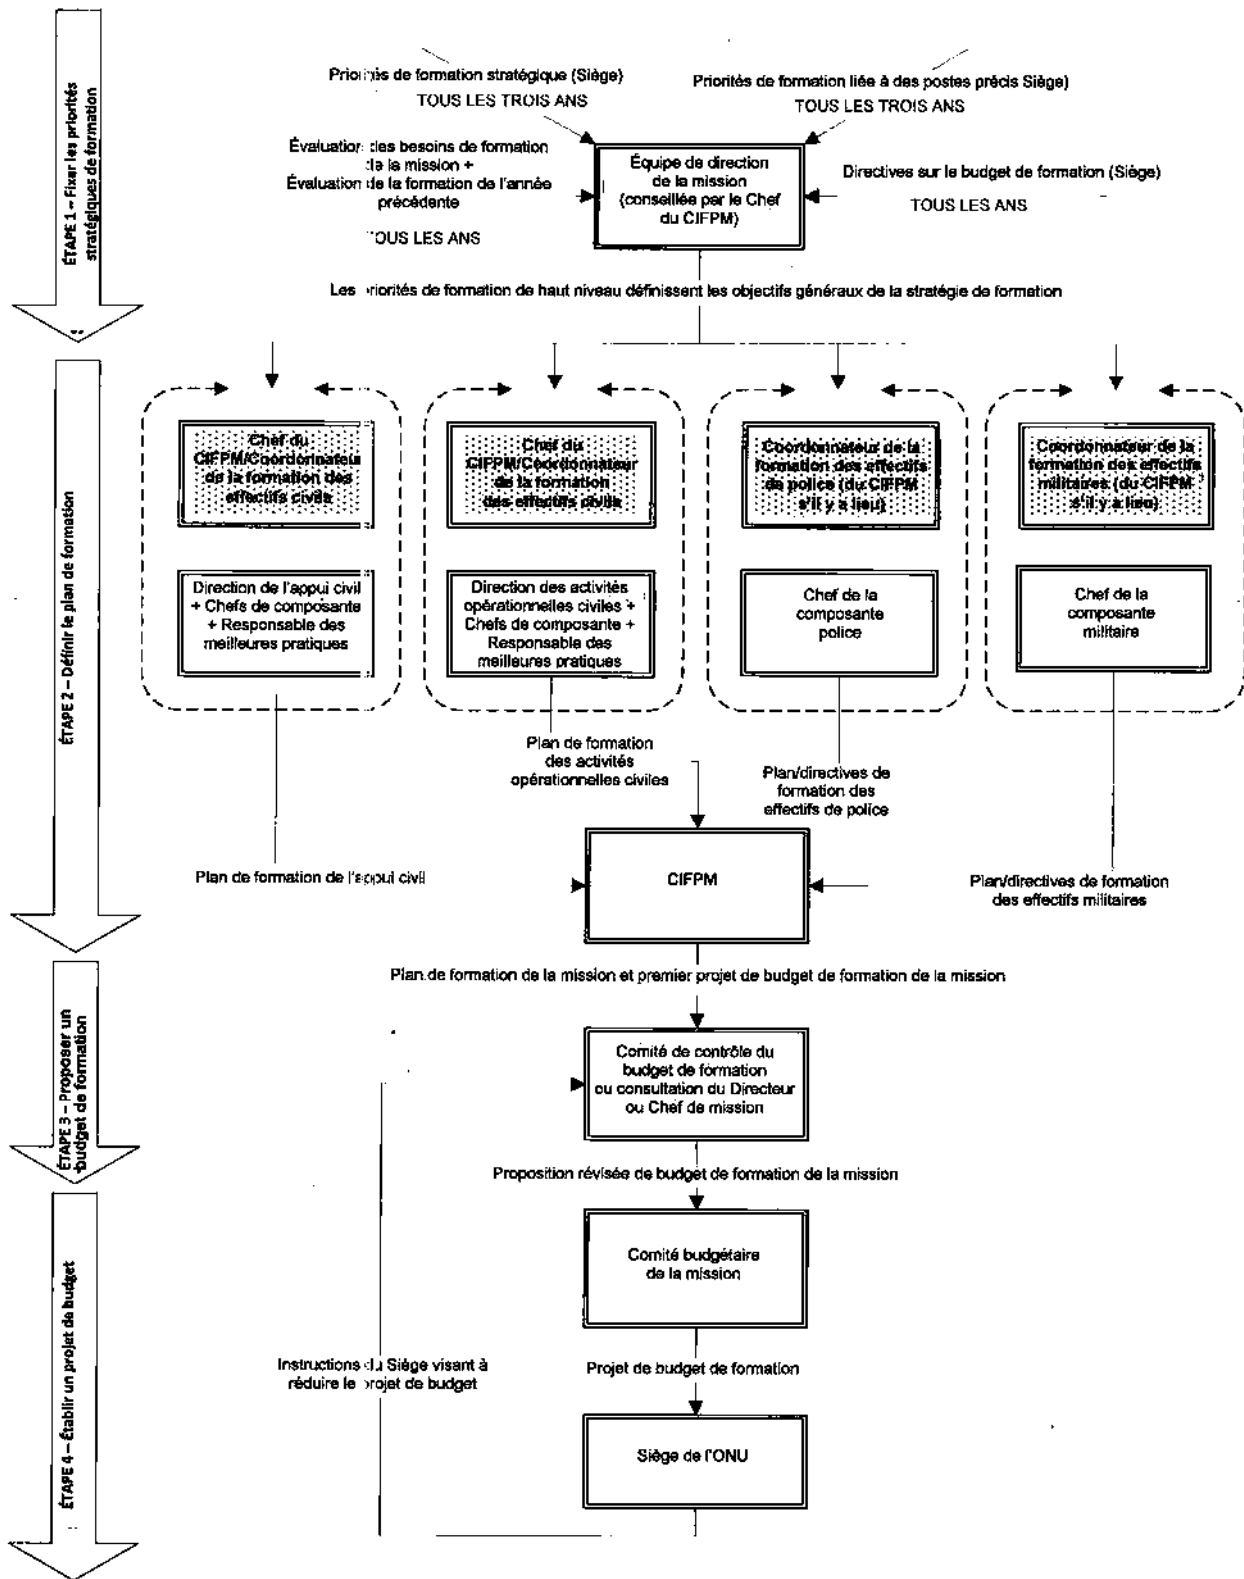 ÉTAPE 1 – Fixer les priorités
stratégiques de formation
Priorités de formation stratégique (Siège)
TOUS LES TROIS ANS
Priorités de formation liée à des postes précis Siège)
TOUS LES TROIS ANS
Évaluation des besoins de formation
de la mission +
Évaluation de la formation de l'année
précédente
TOUS LES ANS
Équipe de direction
de la mission
(conseillée par le Chef
du CIFPM)
Directives sur le budget de formation (Siège)
TOUS LES ANS
Les priorités de formation de haut niveau définissent les objectifs généraux de la stratégie de formation
ÉTAPE 2 – Définir le plan de formation
Chef du
CIFPM/Coordonnateur
de la formation des
effectifs civils
Chef du
CIFPM/Coordonnateur
de la formation
des effectifs civils
Coordonnateur de la
formation des effectifs
de police (du CIFPM
s'il y a lieu)
Coordonnateur de la
formation des effectifs
militaires (du CIFPM
s'il y a lieu)
Direction de l'appui civil
+ Chefs de composante
+ Responsable des
meilleures pratiques
Direction des activités
opérationnelles civiles +
Chefs de composante +
Responsable des
meilleures pratiques
Chef de la
composante
police
Chef de la
composante
militaire
Plan de formation
des activités
opérationnelles civiles
Plan/directives de
formation des
effectifs de police
Plan de formation de l'appui civil
CIFPM
Plan/directives de formation
des effectifs militaires
Plan de formation de la mission et premier projet de budget de formation de la mission
ÉTAPE 3 – Proposer un
budget de formation
Comité de contrôle du
budget de formation
ou consultation du Directeur
ou Chef de mission
Proposition révisée de budget de formation de la mission
ÉTAPE 4 – Établir un projet de budget
Comité budgétaire
de la mission
Instructions du Siège visant à
réduire le projet de budget
Projet de budget de formation
Siège de l'ONU